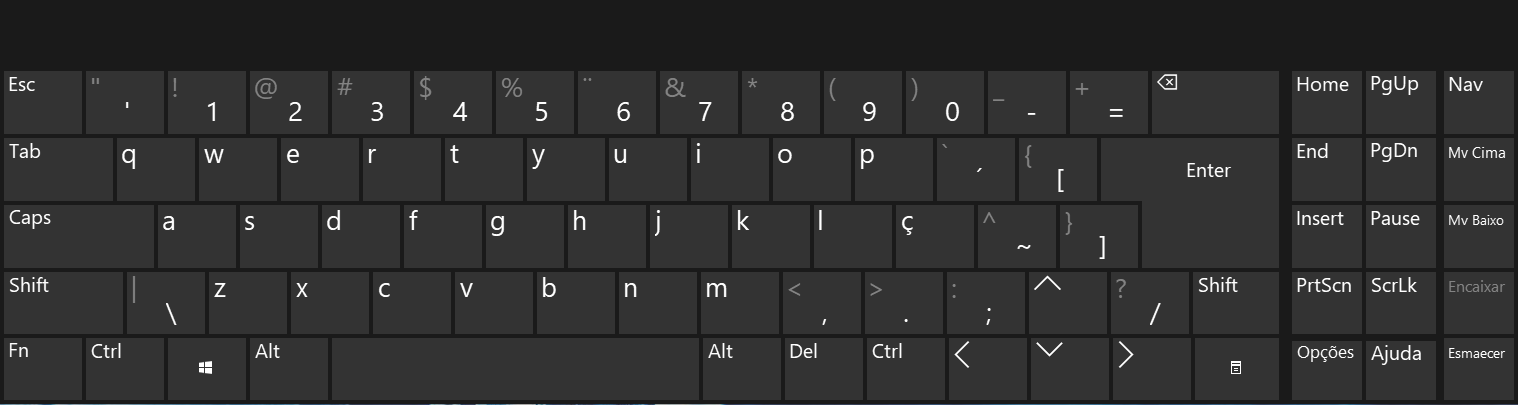 Esc " ' ! 1 @ 2 # 3 $ 4 % 5 ¨ 6 & 7 * 8 ( 9 ) 0 _ - + = Home PgUp Nav
Tab q w e r t y u i o p ` ´ { [ Enter End PgDn Mv Cima
Caps a s d f g h j k l ç ^ ~ } ] Insert Pause Mv Baixo
Shift | \ z x c v b n m < , > . : ; ? / Shift PrtScn ScrLk Encaixar
Fn Ctrl Alt Alt Del Ctrl Opções Ajuda Esmaecer